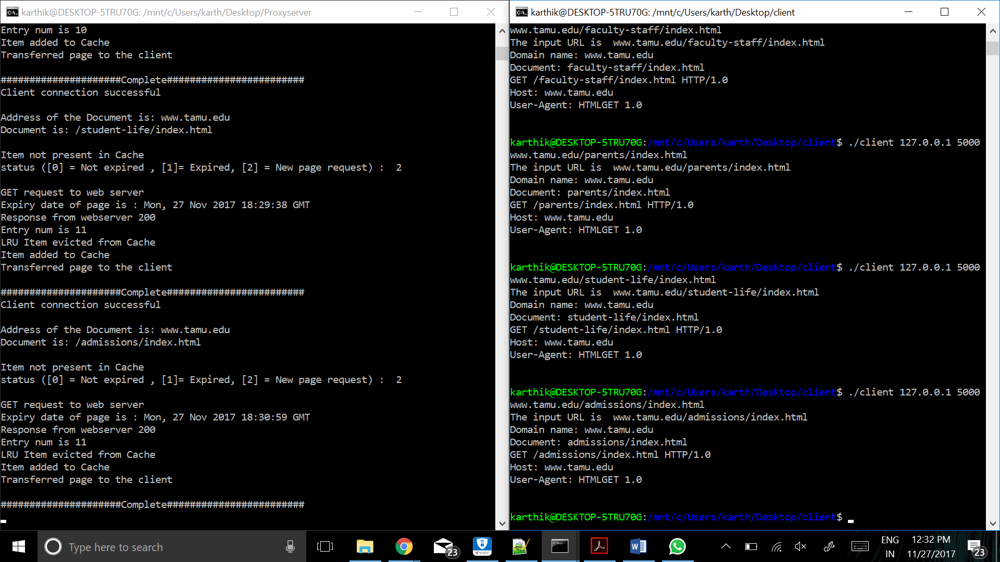 karthik@DESKTOP-5TRU70G: /mnt/c/Users/karth/Desktop/Proxyserver
Entry num is 10
Item added to Cache
Transferred page to the client
#####################Complete########################
Client connection successful
Address of the Document is: www.tamu.edu
Document is: /student-life/index.html
Item not present in Cache
status ([0] = Not expired , [1]= Expired, [2] = New page request) :  2
GET request to web server
Expiry date of page is : Mon, 27 Nov 2017 18:29:38 GMT
Response from webserver 200
Entry num is 11
LRU Item evicted from Cache
Item added to Cache
Transferred page to the client
#####################Complete########################
Client connection successful
Address of the Document is: www.tamu.edu
Document is: /admissions/index.html
Item not present in Cache
status ([0] = Not expired , [1]= Expired, [2] = New page request) :  2
GET request to web server
Expiry date of page is : Mon, 27 Nov 2017 18:30:59 GMT
Response from webserver 200
Entry num is 11
LRU Item evicted from Cache
Item added to Cache
Transferred page to the client
#####################Complete########################
karthik@DESKTOP-5TRU70G: /mnt/c/Users/karth/Desktop/client
www.tamu.edu/faculty-staff/index.html
The input URL is  www.tamu.edu/faculty-staff/index.html
Domain name: www.tamu.edu
Document: faculty-staff/index.html
GET /faculty-staff/index.html HTTP/1.0
Host: www.tamu.edu
User-Agent: HTMLGET 1.0
karthik@DESKTOP-5TRU70G:/mnt/c/Users/karth/Desktop/client$ ./client 127.0.0.1 5000
www.tamu.edu/parents/index.html
The input URL is  www.tamu.edu/parents/index.html
Domain name: www.tamu.edu
Document: parents/index.html
GET /parents/index.html HTTP/1.0
Host: www.tamu.edu
User-Agent: HTMLGET 1.0
karthik@DESKTOP-5TRU70G:/mnt/c/Users/karth/Desktop/client$ ./client 127.0.0.1 5000
www.tamu.edu/student-life/index.html
The input URL is  www.tamu.edu/student-life/index.html
Domain name: www.tamu.edu
Document: student-life/index.html
GET /student-life/index.html HTTP/1.0
Host: www.tamu.edu
User-Agent: HTMLGET 1.0
karthik@DESKTOP-5TRU70G:/mnt/c/Users/karth/Desktop/client$ ./client 127.0.0.1 5000
www.tamu.edu/admissions/index.html
The input URL is  www.tamu.edu/admissions/index.html
Domain name: www.tamu.edu
Document: admissions/index.html
GET /admissions/index.html HTTP/1.0
Host: www.tamu.edu
User-Agent: HTMLGET 1.0
karthik@DESKTOP-5TRU70G:/mnt/c/Users/karth/Desktop/client$
Type here to search
23
ENG
IN
12:32 PM
11/27/2017
23